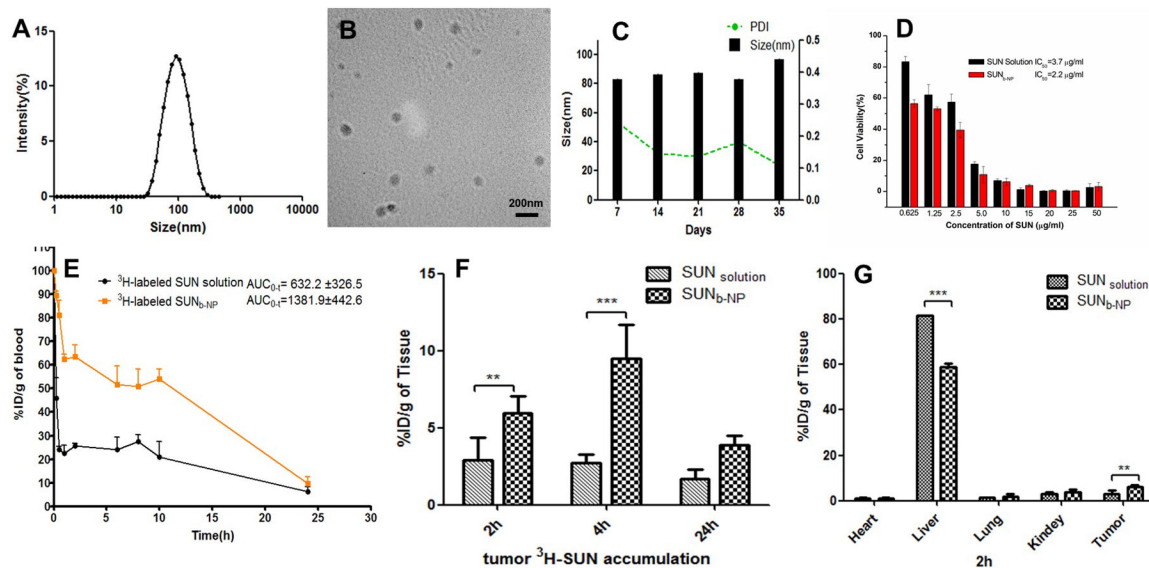 A
Intensity(%)
15
10
5
0
1
10
100
1000
10000
Size(nm)
B
200nm
C
PDI
Size(nm)
Size(nm)
100
80
60
40
20
0
0.5
0.4
0.3
0.2
0.1
0.0
7
14
21
28
35
Days
D
SUN Solution IC50=3.7 μg/ml
SUNb-NP IC50=2.2 μg/ml
Cell Viability(%)
100
80
60
40
20
0
0.625
1.25
2.5
5.0
10
15
20
25
50
Concentration of SUN (μg/ml)
E
3H-labeled SUN solution AUC0-t= 632.2 ±326.5
3H-labeled SUNb-NP AUC0-t=1381.9±442.6
%ID/g of blood
110
100
90
80
70
60
50
40
30
20
10
0
0
5
10
15
20
25
30
Time(h)
F
SUN solution
SUNb-NP
%ID/g of Tissue
15
10
5
0
**
***
2h
4h
24h
tumor 3H-SUN accumulation
G
SUN solution
SUNb-NP
%ID/g of Tissue
100
80
60
40
20
0
***
**
Heart
Liver
Lung
Kindey
Tumor
2h